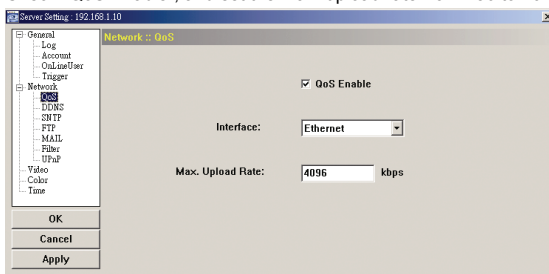 Server Setting : 192.168.1.10
General
Log
Account
OnLineUser
Trigger
Network
QoS
DDNS
SNTP
FTP
MAIL
Filter
UPnP
Video
Color
Time
OK
Cancel
Apply
Network :: QoS
QoS Enable
Interface: Ethernet
Max. Upload Rate: 4096 kbps